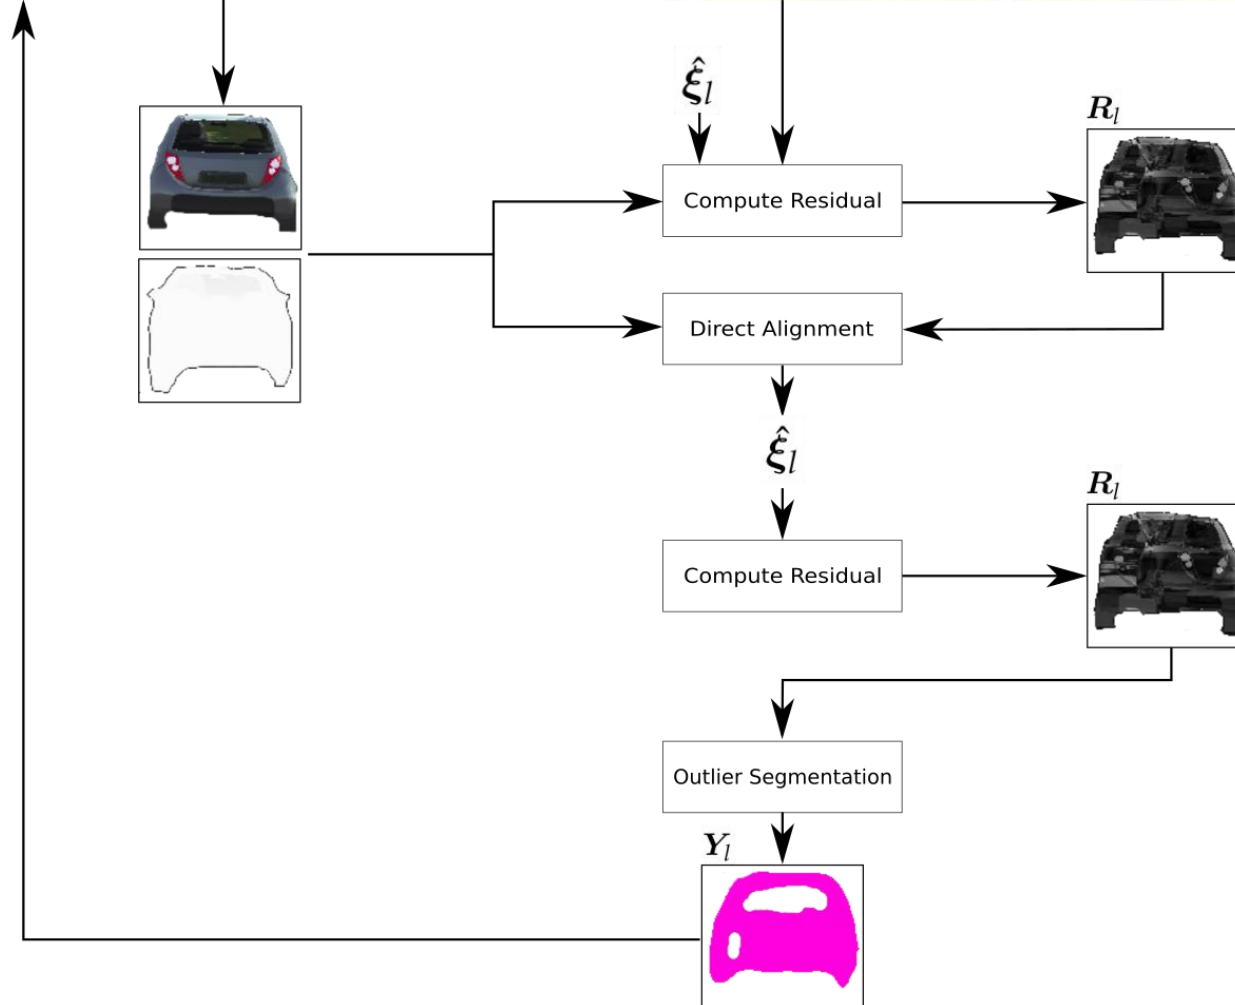 ξ̂_l
R_l
Compute Residual
Direct Alignment
ξ̂_l
R_l
Compute Residual
Outlier Segmentation
Y_l